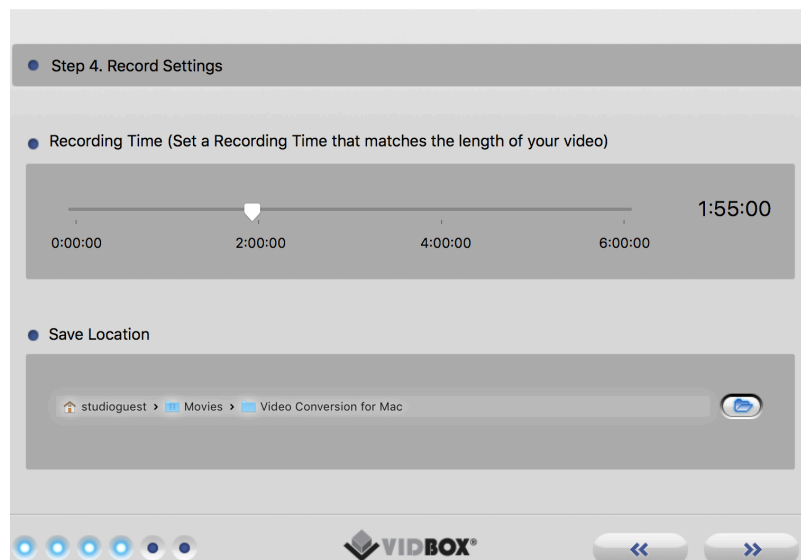 Step 4. Record Settings
Recording Time (Set a Recording Time that matches the length of your video)
1:55:00
0:00:00 2:00:00 4:00:00 6:00:00
Save Location
studioguest › Movies › Video Conversion for Mac
VIDBOX®